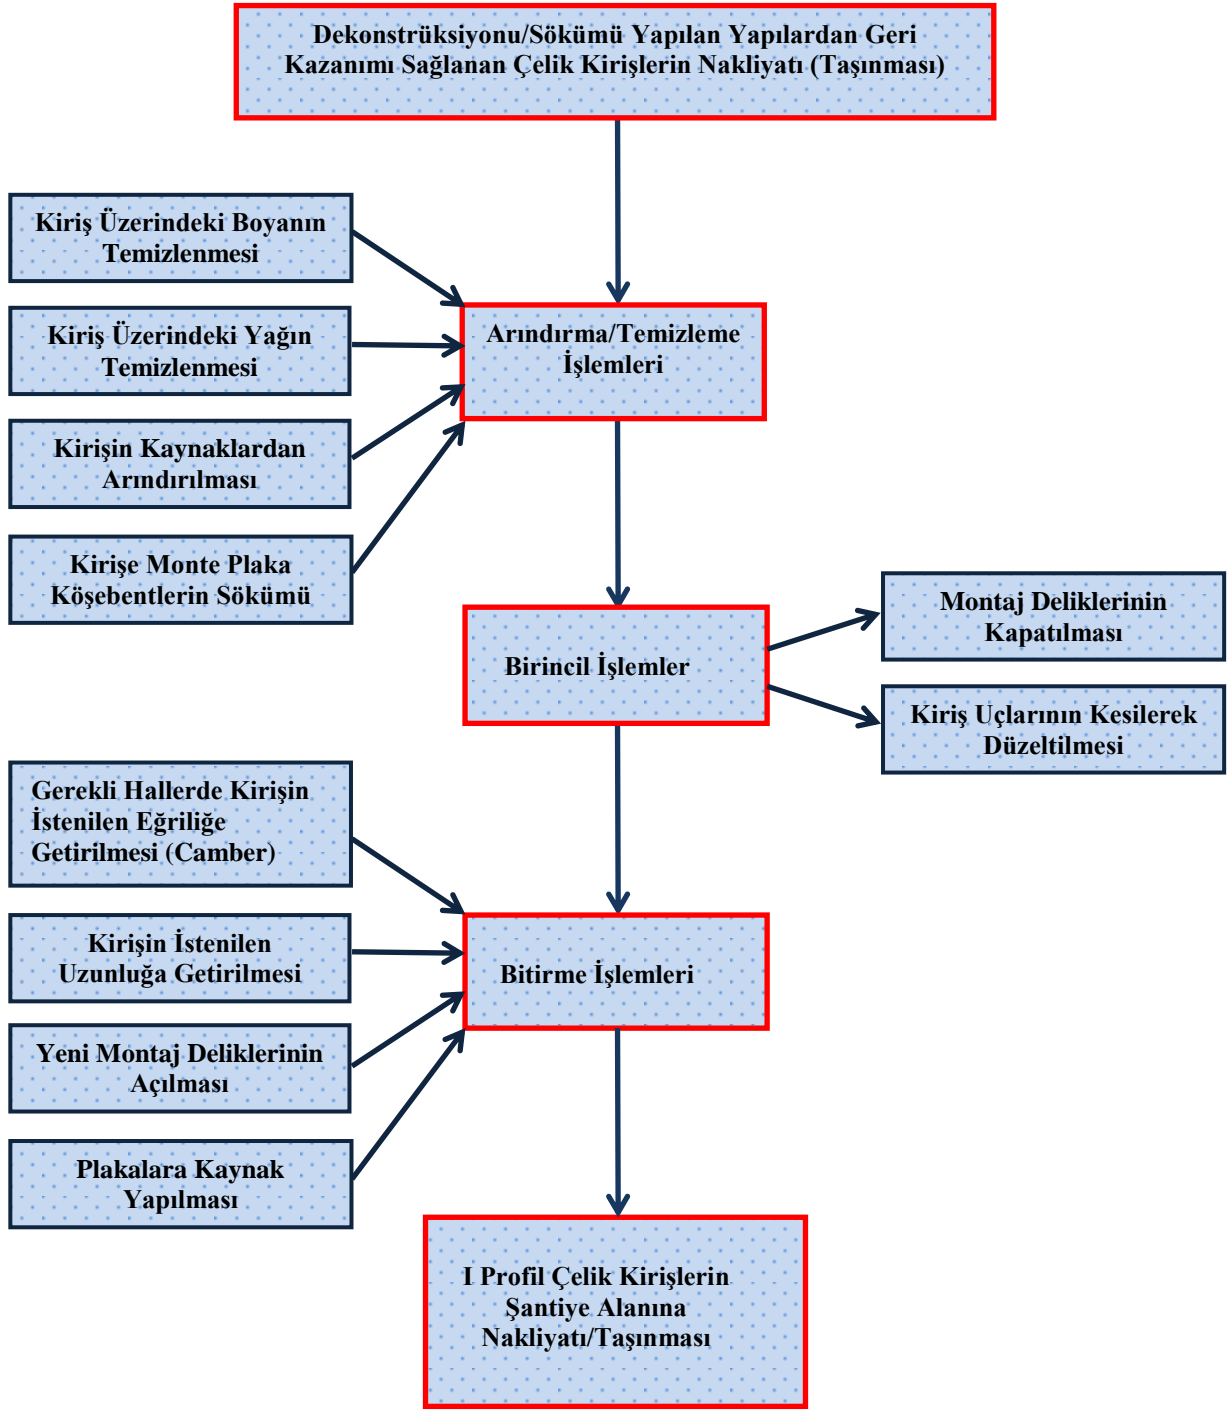 Dekonstrüksiyonu/Sökümü Yapılan Yapılardan Geri
Kazanımı Sağlanan Çelik Kirişlerin Nakliyatı (Taşınması)
Kiriş Üzerindeki Boyanın
Temizlenmesi
Kiriş Üzerindeki Yağın
Temizlenmesi
Arındırma/Temizleme
İşlemleri
Kirişin Kaynaklardan
Arındırılması
Kirişe Monte Plaka
Köşebentlerin Sökümü
Birincil İşlemler
Montaj Deliklerinin
Kapatılması
Kiriş Uçlarının Kesilerek
Düzeltilmesi
Gerekli Hallerde Kirişin
İstenilen Eğriliğe
Getirilmesi (Camber)
Kirişin İstenilen
Uzunluğa Getirilmesi
Bitirme İşlemleri
Yeni Montaj Deliklerinin
Açılması
Plakalara Kaynak
Yapılması
I Profil Çelik Kirişlerin
Şantiye Alanına
Nakliyatı/Taşınması